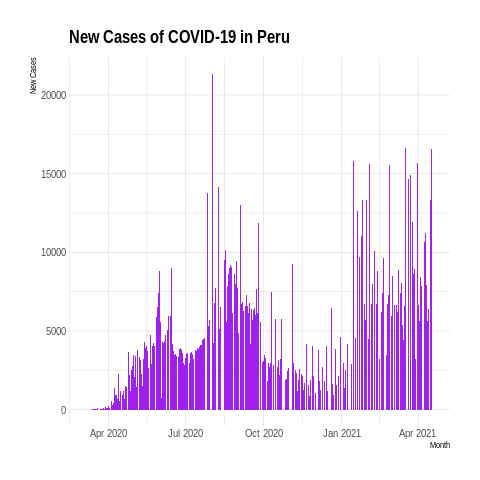 New Cases of COVID-19 in Peru
New Cases
20000
15000
10000
5000
0
Apr 2020 Jul 2020 Oct 2020 Jan 2021 Apr 2021
Month